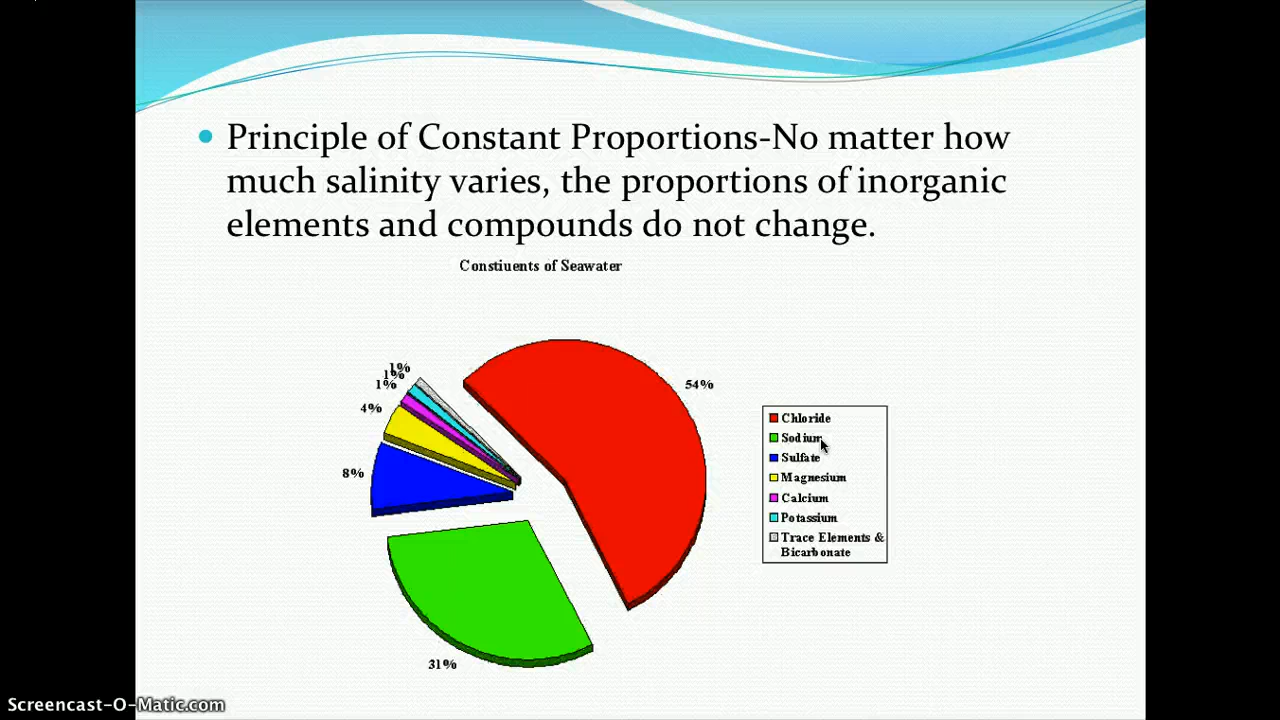 Principle of Constant Proportions-No matter how
much salinity varies, the proportions of inorganic
elements and compounds do not change.
Constiuents of Seawater
1%
1%
1%
4%
8%
31%
54%
Chloride
Sodium
Sulfate
Magnesium
Calcium
Potassium
Trace Elements &
Bicarbonate
Screencast-O-Matic.com